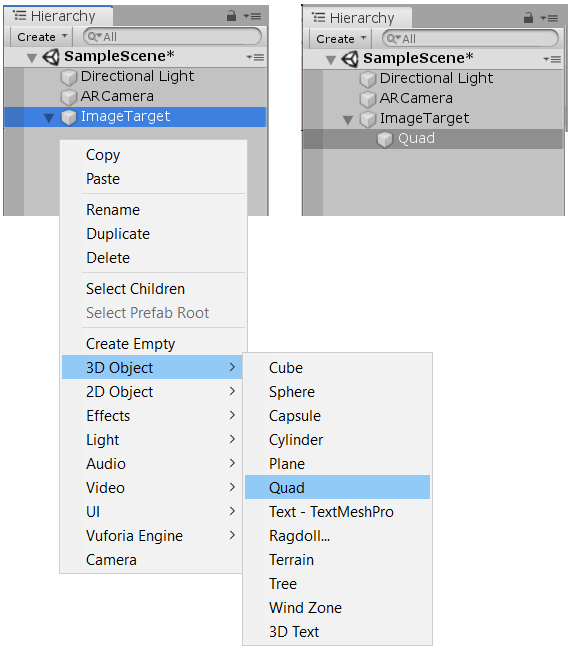 Hierarchy
Create
All
SampleScene*
Directional Light
ARCamera
ImageTarget
Copy
Paste
Rename
Duplicate
Delete
Select Children
Select Prefab Root
Create Empty
3D Object
2D Object
Effects
Light
Audio
Video
UI
Vuforia Engine
Camera
Cube
Sphere
Capsule
Cylinder
Plane
Quad
Text - TextMeshPro
Ragdoll...
Terrain
Tree
Wind Zone
3D Text
Hierarchy
Create
All
SampleScene*
Directional Light
ARCamera
ImageTarget
Quad